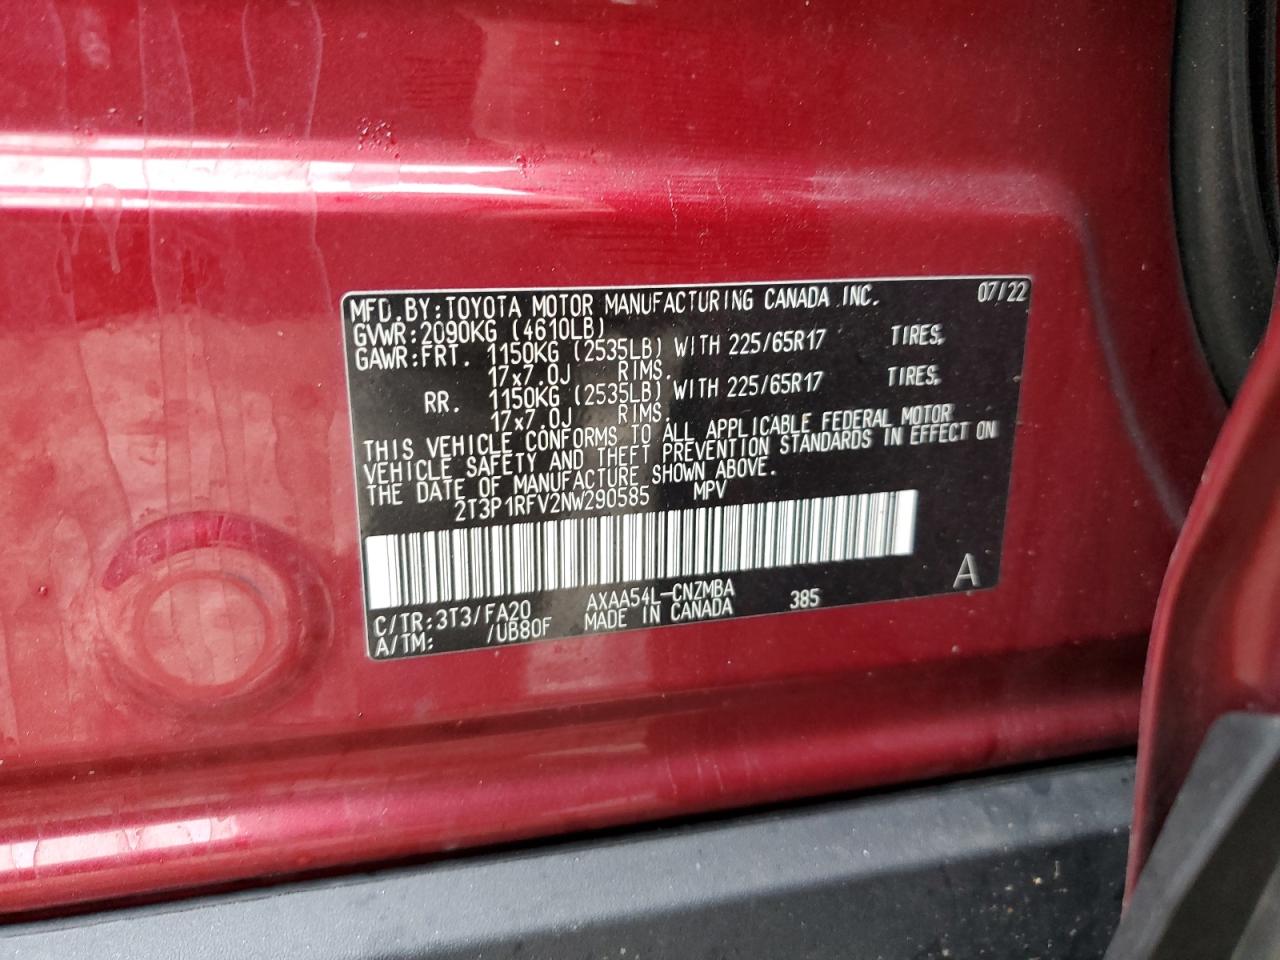 MFD.BY:TOYOTA MOTOR MANUFACTURING CANADA INC. 07/22
GVWR:2090KG (4610LB)
GAWR:FRT. 1150KG (2535LB) WITH 225/65R17 TIRES,
17x7.0J RIMS.
RR. 1150KG (2535LB) WITH 225/65R17 TIRES,
17x7.0J RIMS.
THIS VEHICLE CONFORMS TO ALL APPLICABLE FEDERAL MOTOR
VEHICLE SAFETY AND THEFT PREVENTION STANDARDS IN EFFECT ON
THE DATE OF MANUFACTURE SHOWN ABOVE.
2T3P1RFV2NW290585 MPV
C/TR:3T3/FA20 AXAA54L-CNZMBA 385 A
A/TM: /UB80F MADE IN CANADA